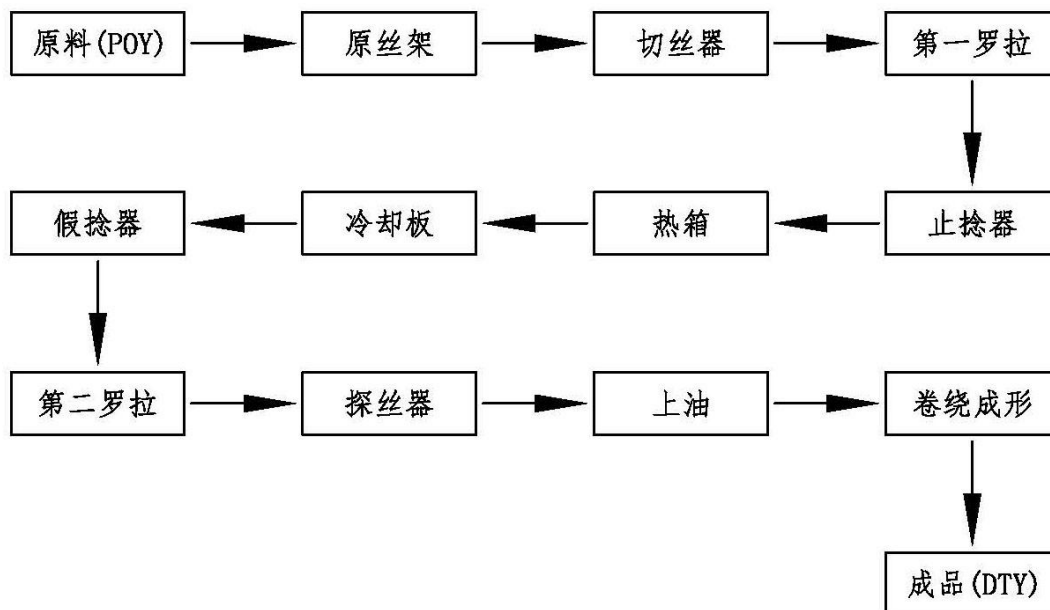 原料(POY)
原丝架
切丝器
第一罗拉
假捻器
冷却板
热箱
止捻器
第二罗拉
探丝器
上油
卷绕成形
成品(DTY)